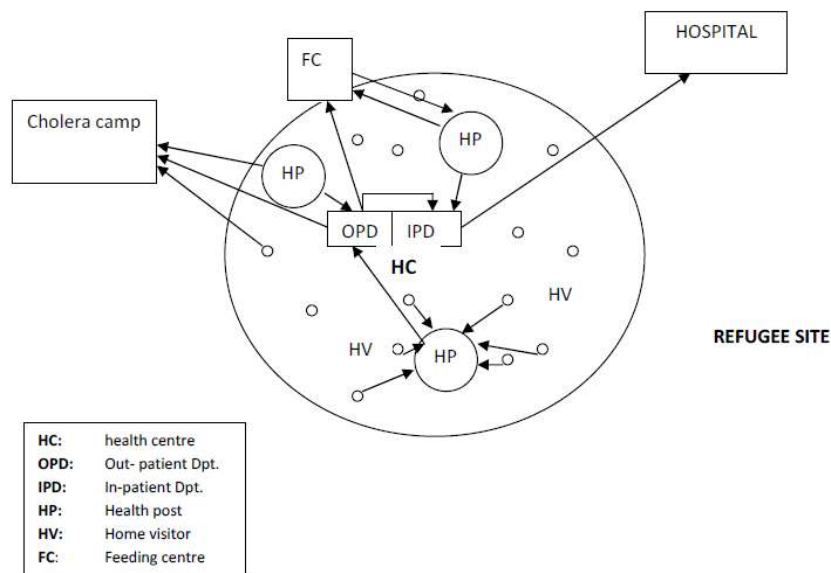 HOSPITAL
FC
Cholera camp
HP
HP
OPD IPD
HC
HV
REFUGEE SITE
HV
HP
HC: health centre
OPD: Out- patient Dpt.
IPD: In-patient Dpt.
HP: Health post
HV: Home visitor
FC: Feeding centre